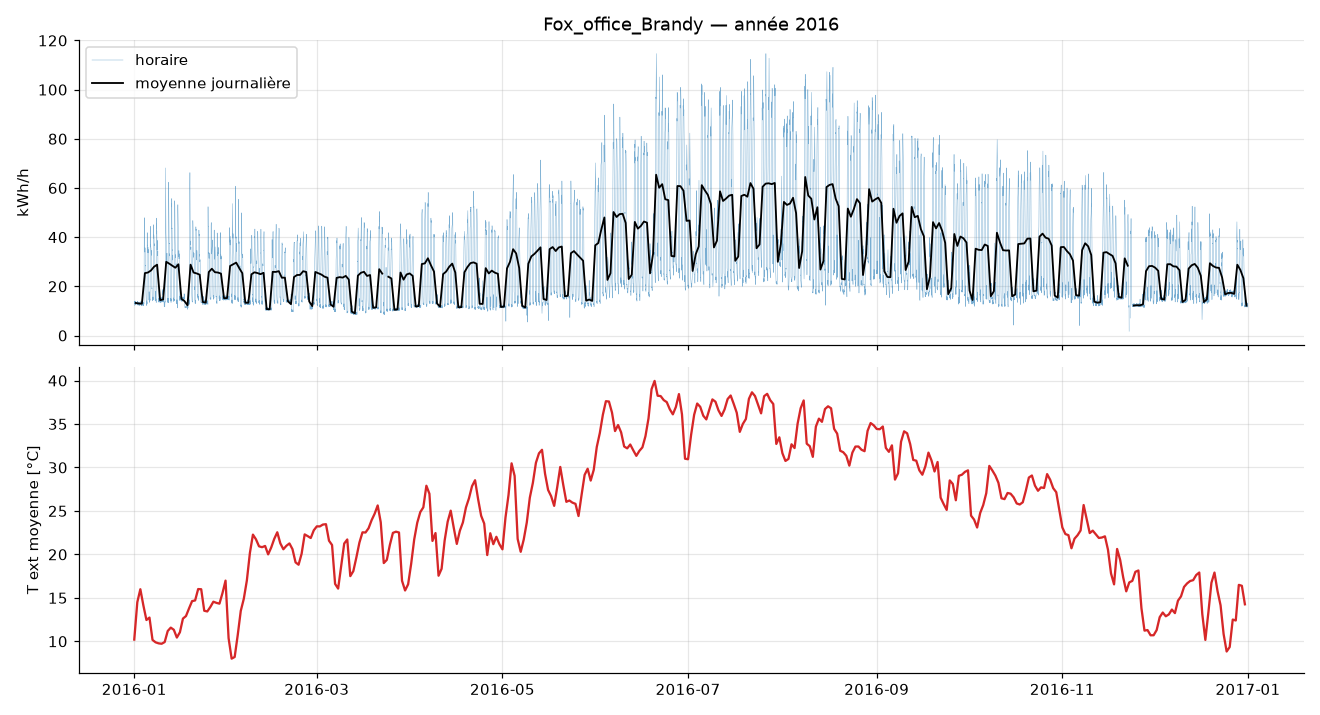 Fox_office_Brandy — année 2016
horaire
moyenne journalière
kWh/h
120
100
80
60
40
20
0
T ext moyenne [°C]
40
35
30
25
20
15
10
2016-01 2016-03 2016-05 2016-07 2016-09 2016-11 2017-01